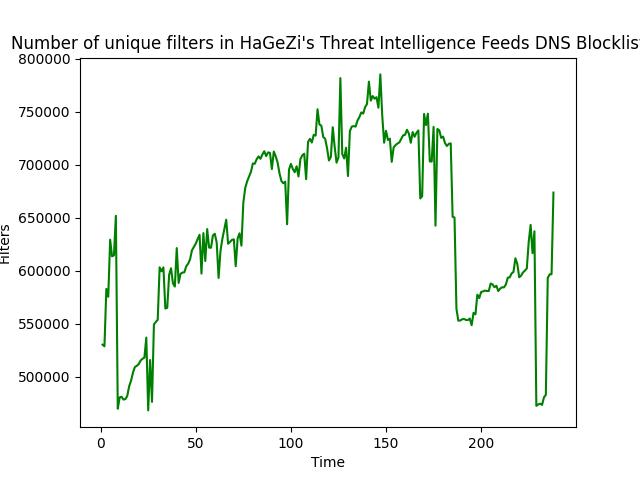 Number of unique filters in HaGeZi's Threat Intelligence Feeds DNS Blocklis
800000
750000
700000
650000
600000
550000
500000
Filters
0 50 100 150 200
Time